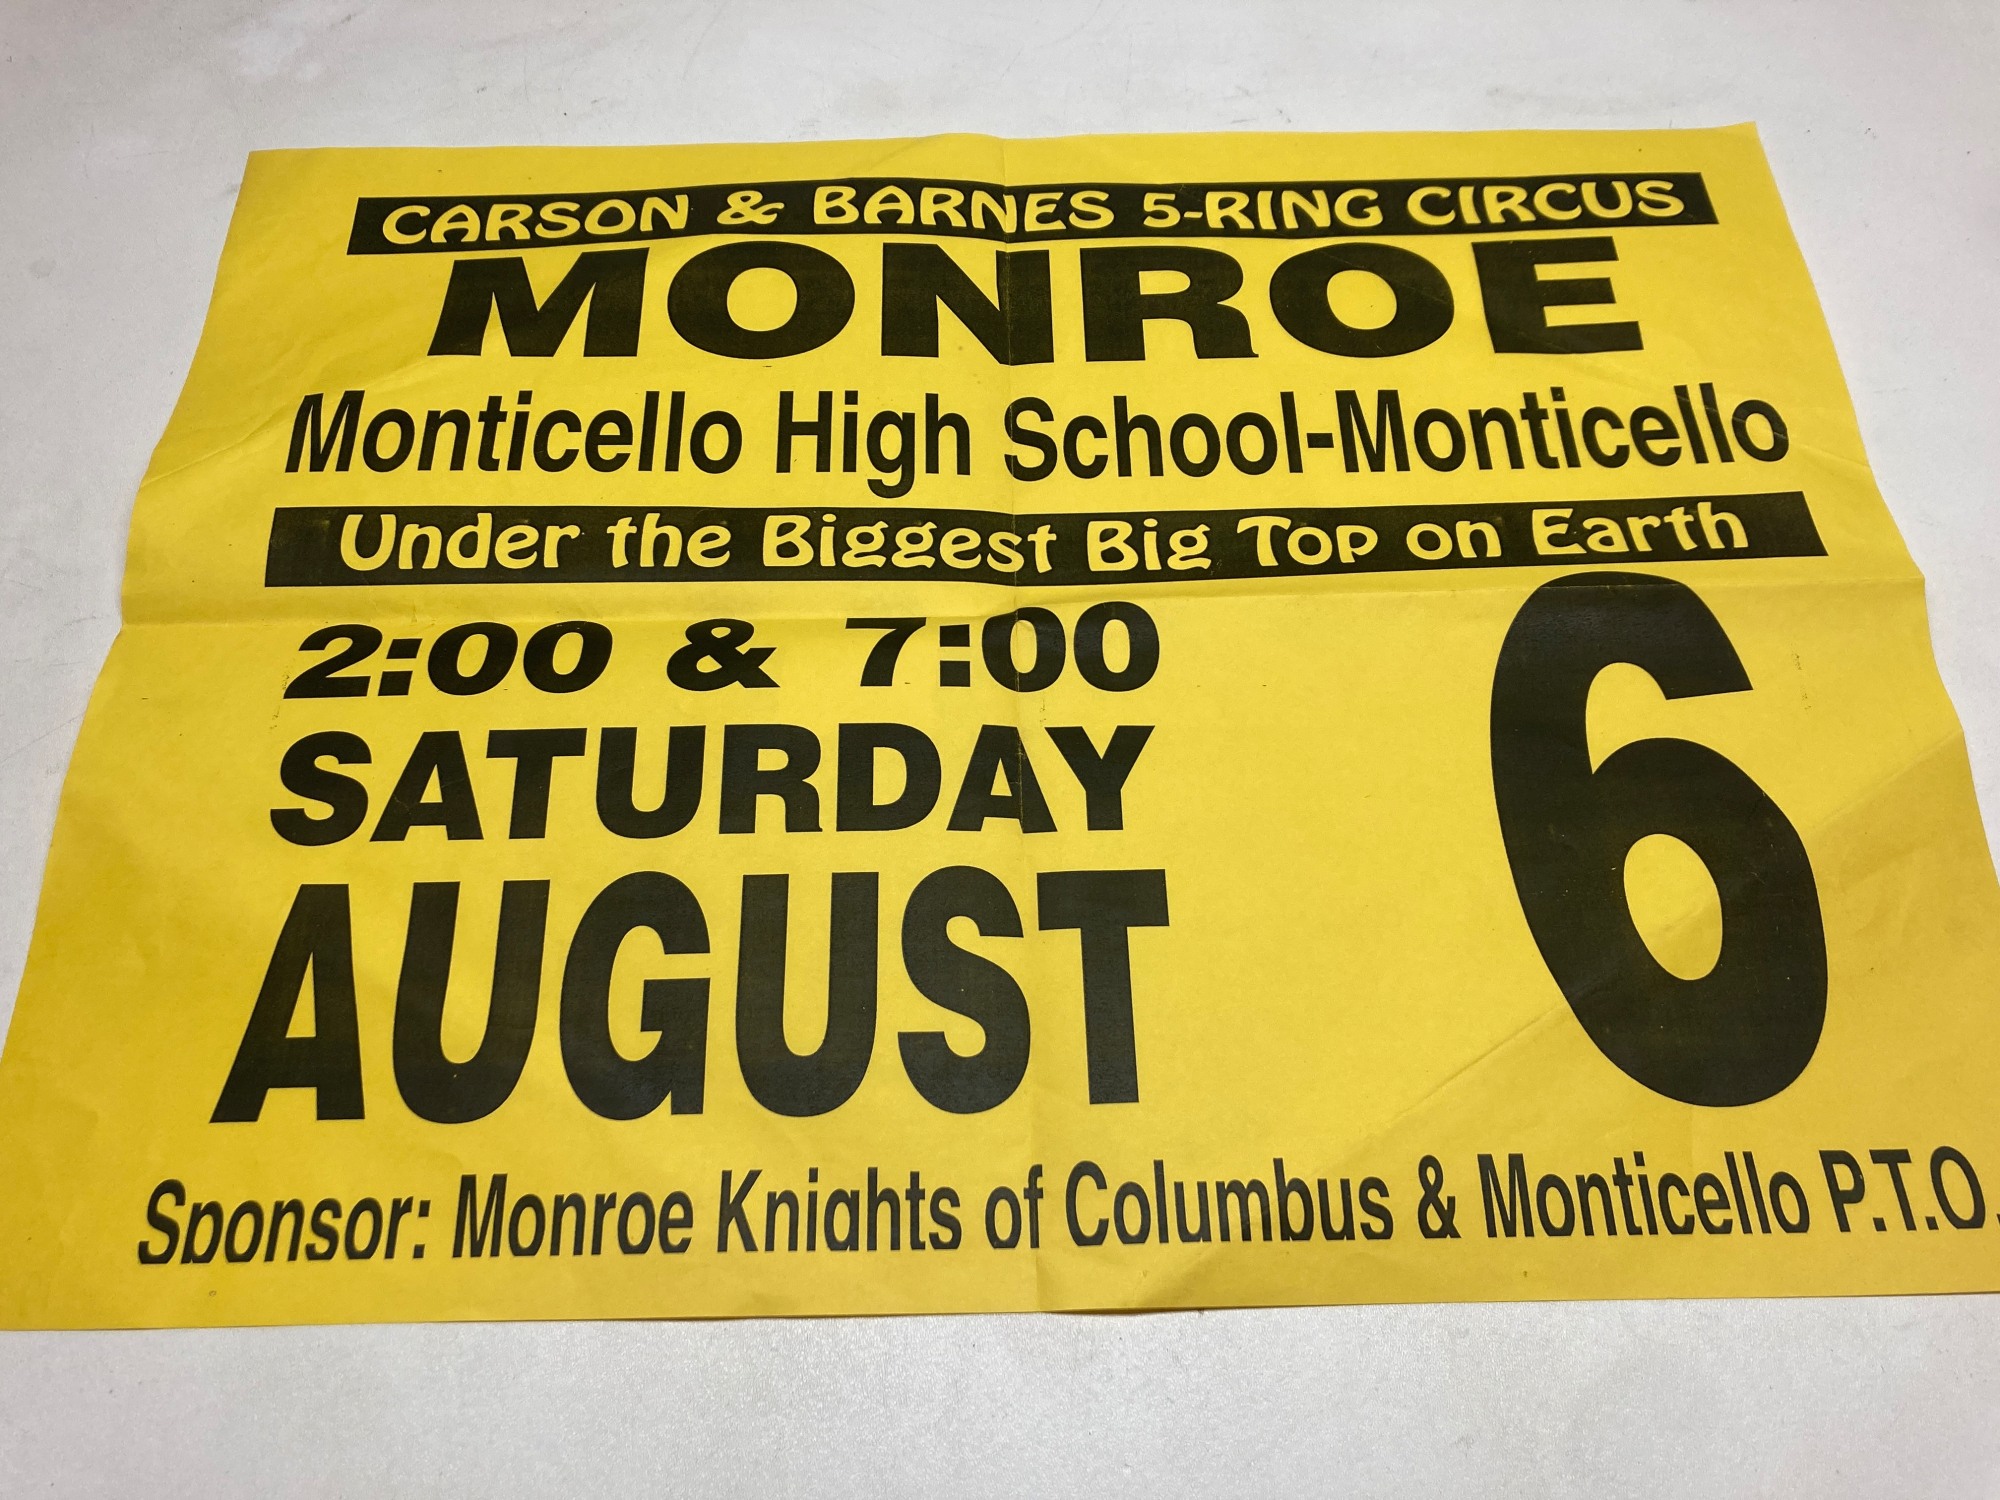 CARSON & BARNES 5-RING CIRCUS
MONROE
Monticello High School-Monticello
Under the Biggest Big Top on Earth
2:00 & 7:00
SATURDAY
AUGUST 6
Sponsor: Monroe Knights of Columbus & Monticello P.T.O.